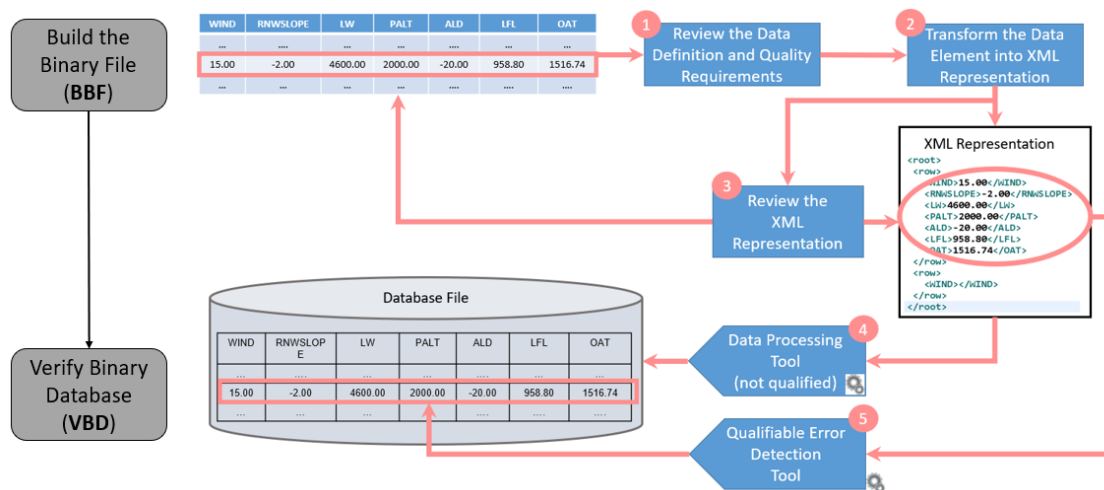 Build the
Binary File
(BBF)
WIND RNWSLOPE LW PALT ALD LFL OAT
... .... ... ... .... ... ....
15.00 -2.00 4600.00 2000.00 -20.00 958.80 1516.74
... ... ... ... .... ... ....
1
Review the Data
Definition and Quality
Requirements
2
Transform the Data
Element into XML
Representation
XML Representation
<root>
<row>
<WIND>15.00</WIND>
<RNWSLOPE>-2.00</RNWSLOPE>
<LW>4600.00</LW>
<PALT>2000.00</PALT>
<ALD>-20.00</ALD>
<LFL>958.80</LFL>
<OAT>1516.74</OAT>
</row>
<row>
<WIND></WIND>
</row>
</root>
3
Review the
XML
Representation
Database File
WIND RNWSLOP
E LW PALT ALD LFL OAT
... .... ... ... .... ... ....
15.00 -2.00 4600.00 2000.00 -20.00 958.80 1516.74
... ... ... ... .... ... ....
Verify Binary
Database
(VBD)
4
Data Processing
Tool
(not qualified)
5
Qualifiable Error
Detection
Tool